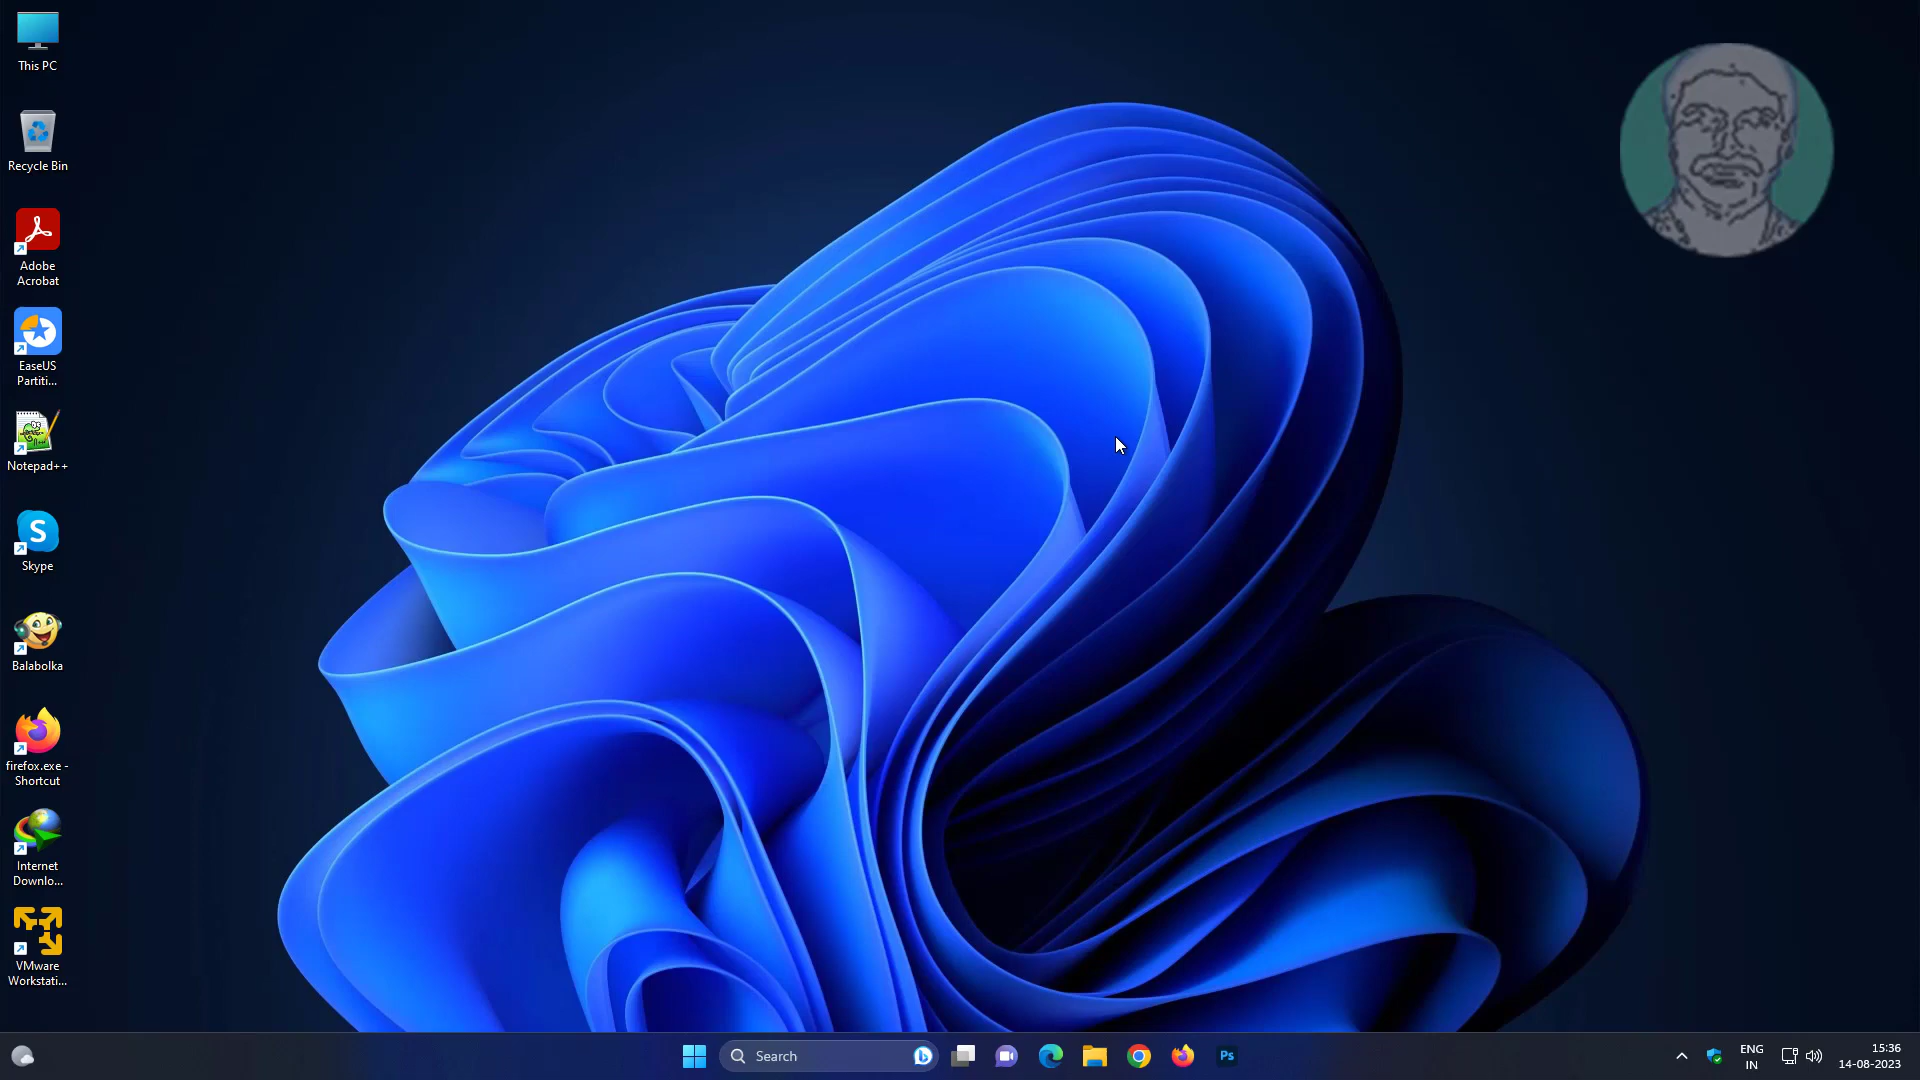 This PC
Recycle Bin
Adobe
Acrobat
EaseUS
Partiti...
Notepad++
S
Skype
Balabolka
firefox.exe -
Shortcut
Internet
Downlo...
VMware
Workstati...
Search
Ps
ENG
IN
15:36
14-08-2023